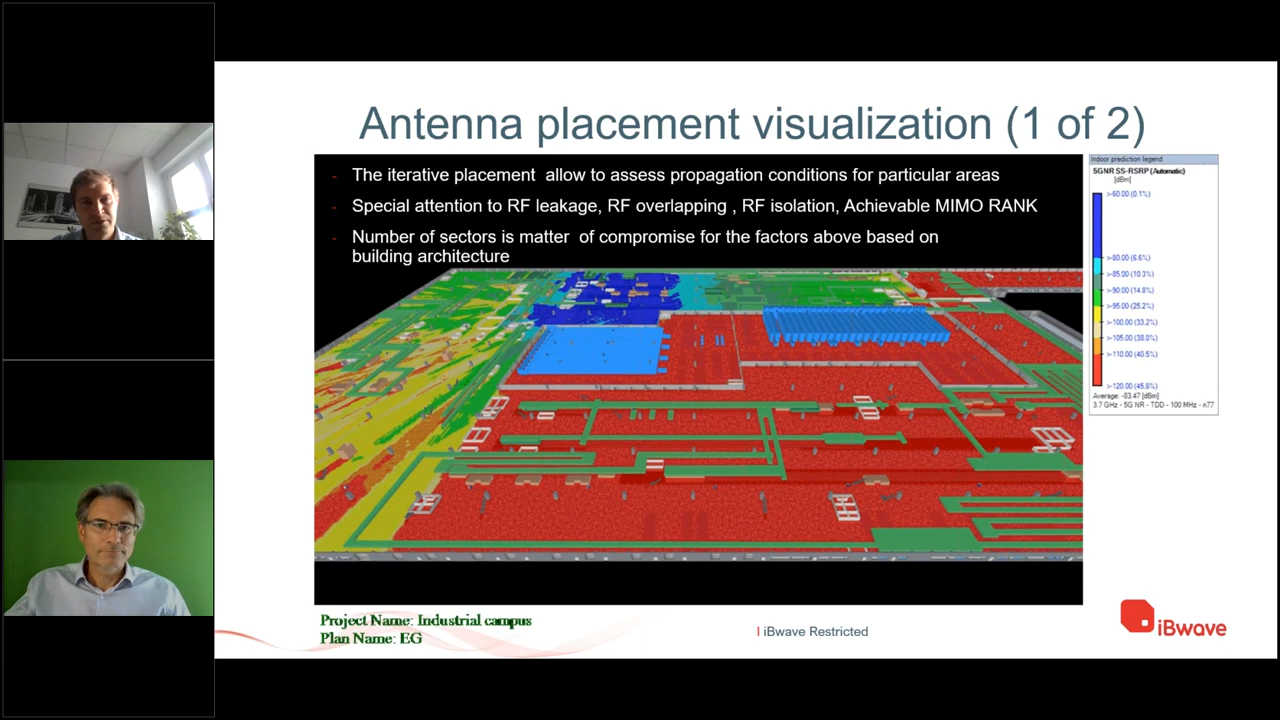 Antenna placement visualization (1 of 2)
- The iterative placement  allow to assess propagation conditions for particular areas
- Special attention to RF leakage, RF overlapping , RF isolation, Achievable MIMO RANK
- Number of sectors is matter  of compromise for the factors above based on
building architecture
Indoor prediction legend
5GNR SS-RSRP (Automatic)
[dBm]
>-60.00 (0.1%)
>-80.00 (6.6%)
>-85.00 (10.3%)
>-90.00 (14.8%)
>-95.00 (25.2%)
>-100.00 (33.2%)
>-105.00 (38.0%)
>-110.00 (40.5%)
>-120.00 (45.8%)
Average: -83.47 [dBm]
3.7 GHz - 5G NR - TDD - 100 MHz - n77
Project Name: Industrial campus
Plan Name: EG
| iBwave Restricted
iBwave